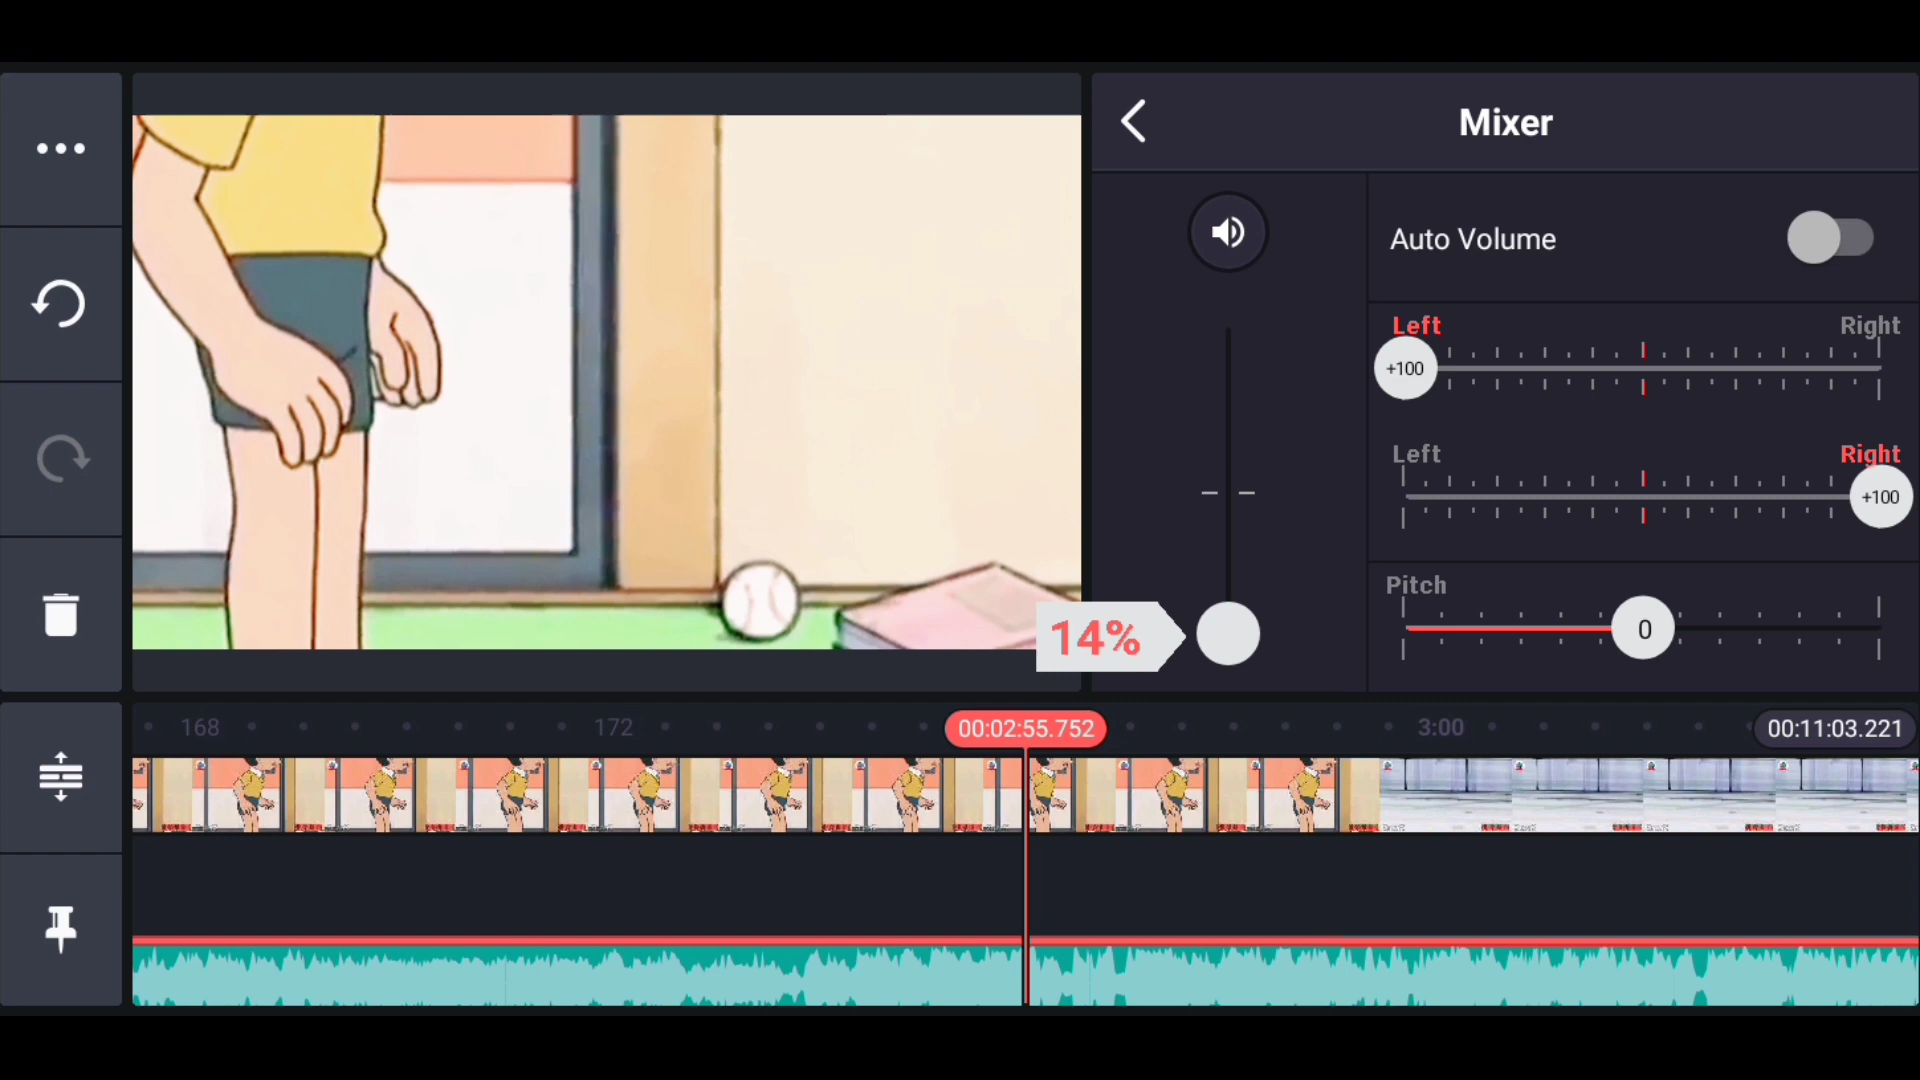 Mixer
Auto Volume
Left Right
+100
Left Right
+100
Pitch
0
14%
168 172 00:02:55.752 3:00 00:11:03.221